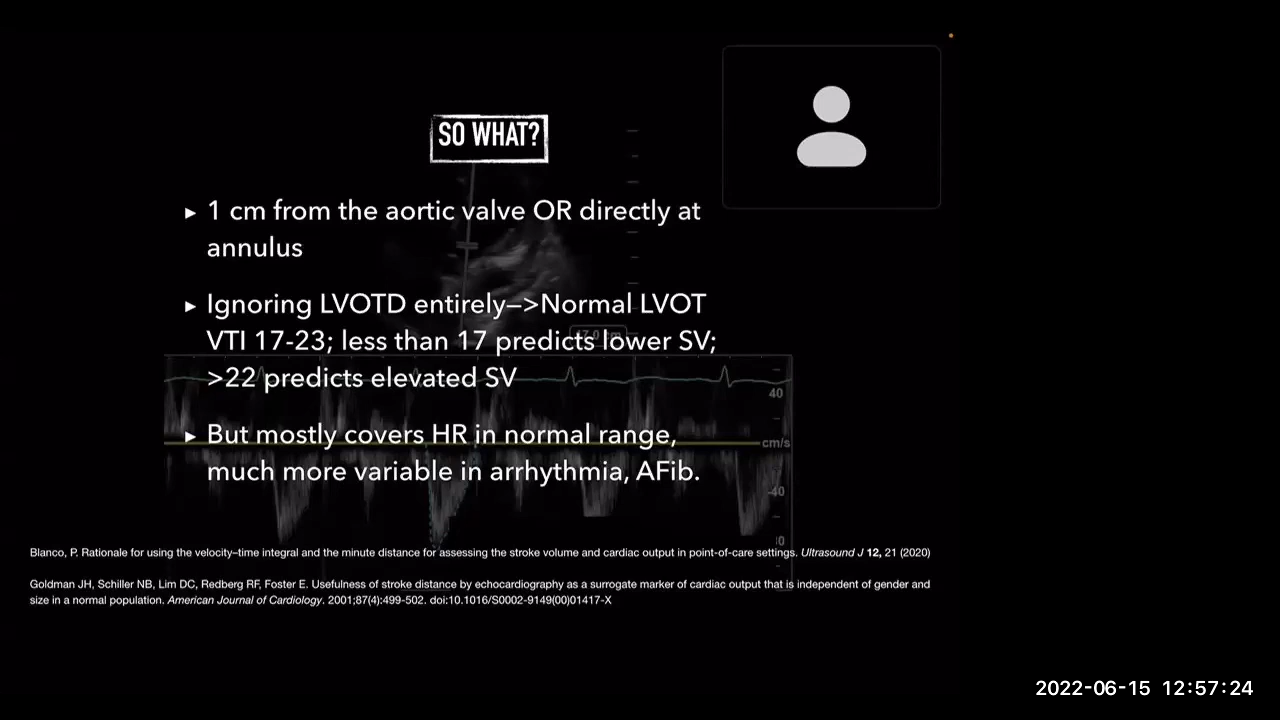 SO WHAT?
▸ 1 cm from the aortic valve OR directly at
annulus
▸ Ignoring LVOTD entirely—>Normal LVOT
VTI 17-23; less than 17 predicts lower SV;
>22 predicts elevated SV
▸ But mostly covers HR in normal range,
much more variable in arrhythmia, AFib.
40
cm/s
-40
Blanco, P. Rationale for using the velocity–time integral and the minute distance for assessing the stroke volume and cardiac output in point-of-care settings. Ultrasound J 12, 21 (2020)
Goldman JH, Schiller NB, Lim DC, Redberg RF, Foster E. Usefulness of stroke distance by echocardiography as a surrogate marker of cardiac output that is independent of gender and
size in a normal population. American Journal of Cardiology. 2001;87(4):499-502. doi:10.1016/S0002-9149(00)01417-X
2022-06-15 12:57:24